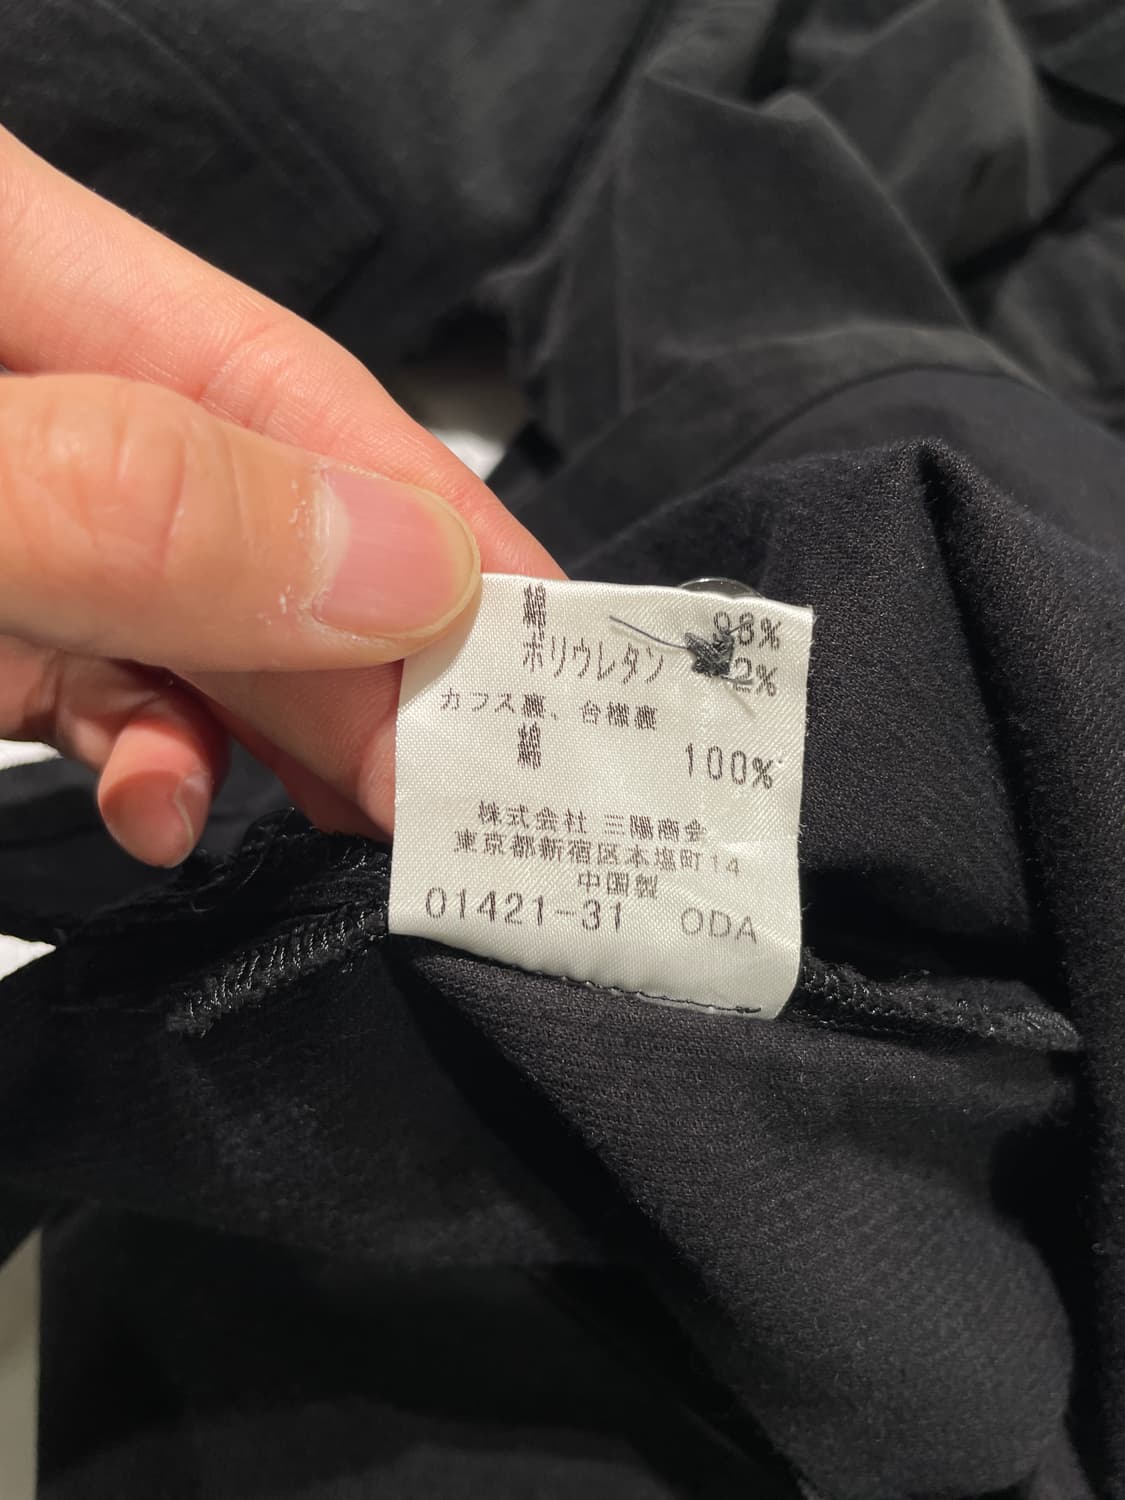 綿 98%
ポリウレタン 2%
カフス裏、台襟裏
綿 100%
株式会社 三陽商会
東京都新宿区本塩町14
中国製
01421-31 ODA